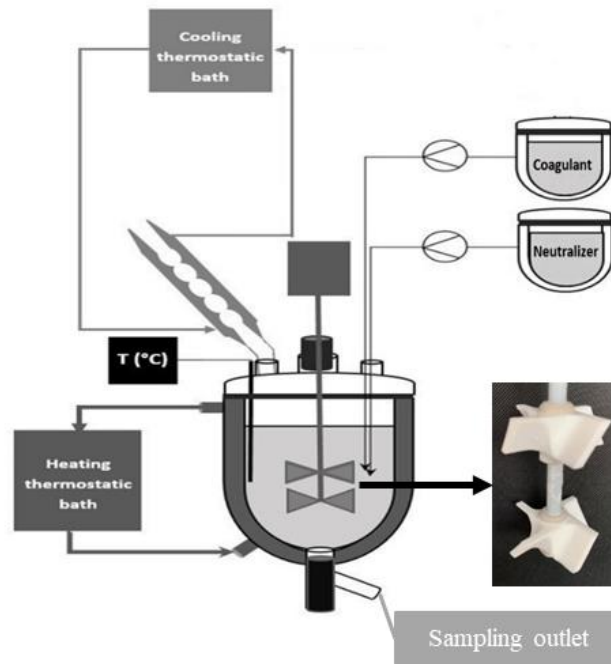 Cooling
thermostatic
bath
Coagulant
Neutralizer
T (°C)
Heating
thermostatic
bath
Sampling outlet